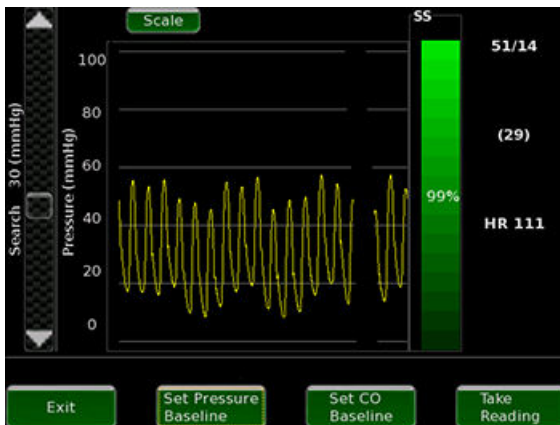 Scale
SS
51/14
(29)
HR 111
99%
Search 30 (mmHg)
Pressure (mmHg)
100
80
60
40
20
0
Exit
Set Pressure
Baseline
Set CO
Baseline
Take
Reading